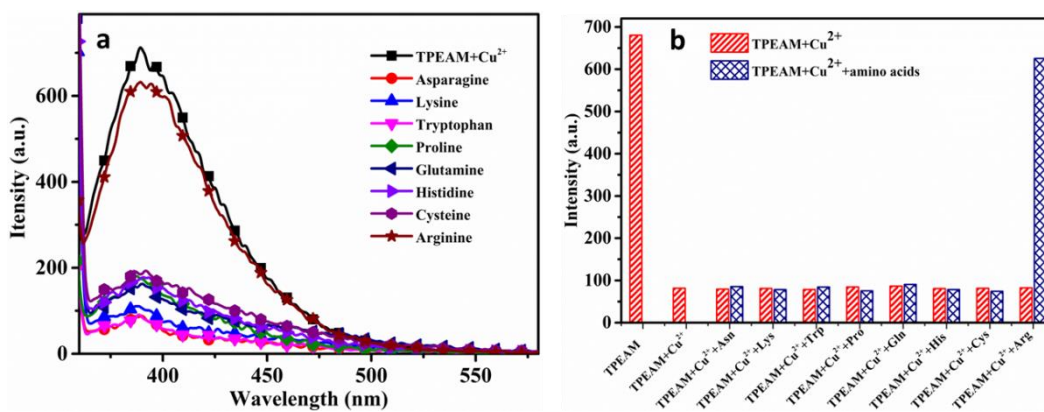 a
600
400
200
0
Itensity (a.u.)
400
450
500
550
Wavelength (nm)
TPEAM+Cu²⁺
Asparagine
Lysine
Tryptophan
Proline
Glutamine
Histidine
Cysteine
Arginine
b
700
600
500
400
300
200
100
0
Intensity (a.u.)
TPEAM+Cu²⁺
TPEAM+Cu²⁺+amino acids
TPEAM
TPEAM+Cu²⁺
TPEAM+Cu²⁺+Asn
TPEAM+Cu²⁺+Lys
TPEAM+Cu²⁺+Trp
TPEAM+Cu²⁺+Pro
TPEAM+Cu²⁺+Gln
TPEAM+Cu²⁺+His
TPEAM+Cu²⁺+Cys
TPEAM+Cu²⁺+Arg